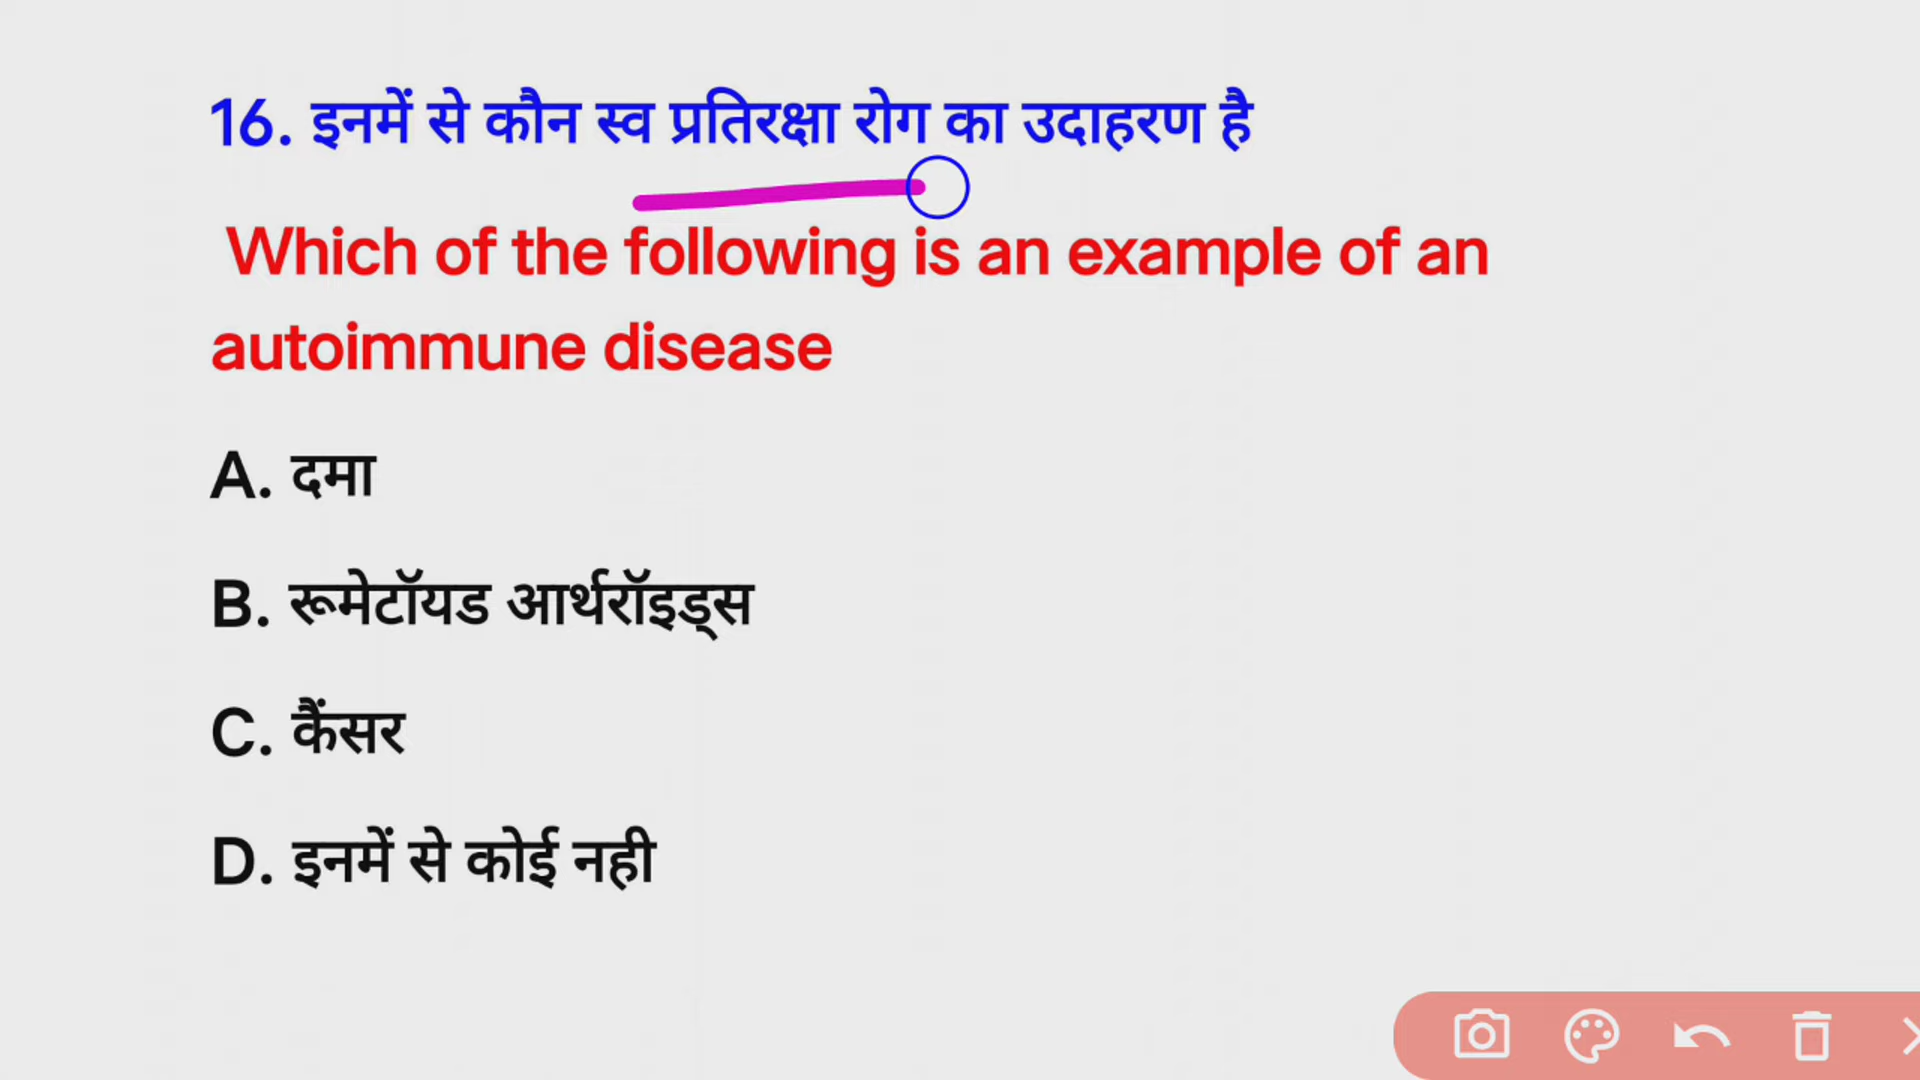 16. इनमें से कौन स्व प्रतिरक्षा रोग का उदाहरण है
Which of the following is an example of an
autoimmune disease
A. दमा
B. रूमेटॉयड आर्थरॉइड्स
C. कैंसर
D. इनमें से कोई नही